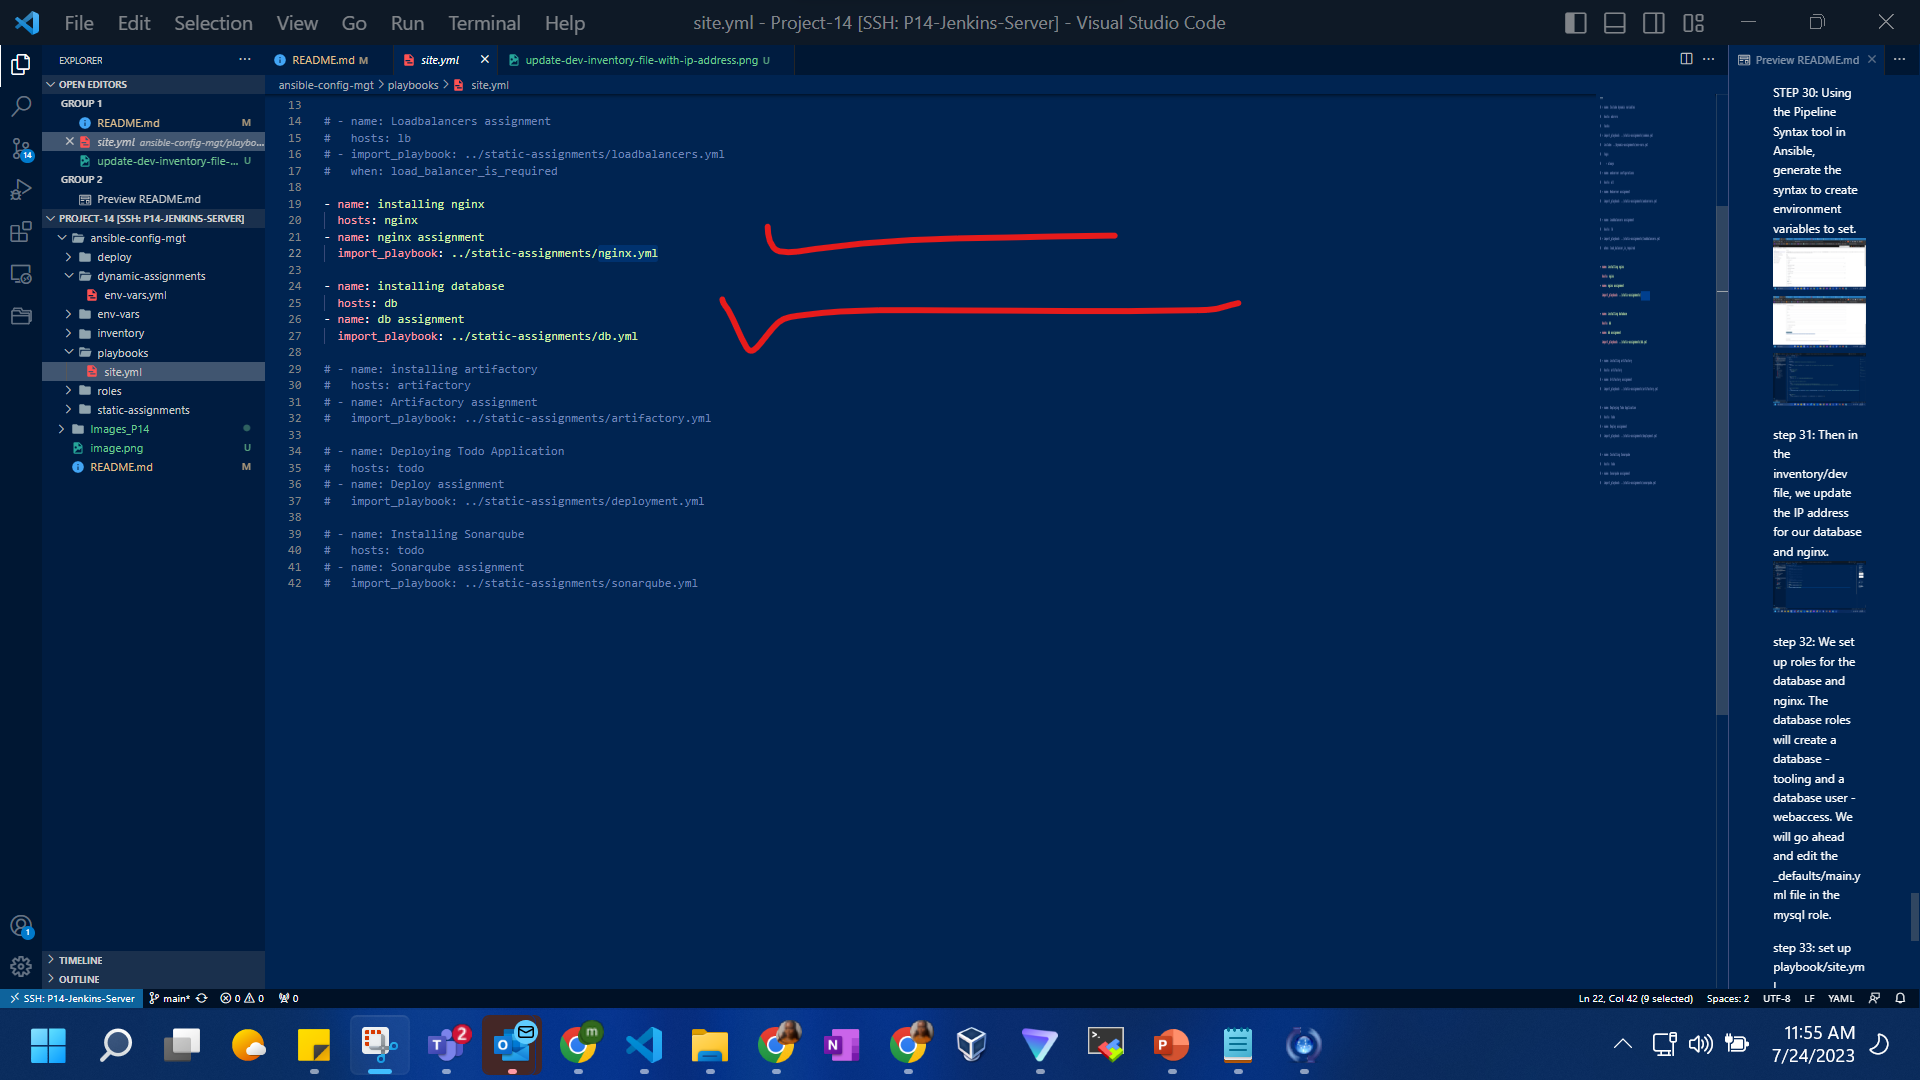 File Edit Selection View Go Run Terminal Help
site.yml - Project-14 [SSH: P14-Jenkins-Server] - Visual Studio Code
EXPLORER
OPEN EDITORS
GROUP 1
README.md M
site.yml ansible-config-mgt/playbo...
update-dev-inventory-file-... U
GROUP 2
Preview README.md
PROJECT-14 [SSH: P14-JENKINS-SERVER]
ansible-config-mgt
deploy
dynamic-assignments
env-vars.yml
env-vars
inventory
playbooks
site.yml
roles
static-assignments
Images_P14
image.png U
README.md M
TIMELINE
OUTLINE
14
1
README.md M
site.yml
update-dev-inventory-file-with-ip-address.png U
ansible-config-mgt > playbooks > site.yml
13
14 # - name: Loadbalancers assignment
15 #   hosts: lb
16 # - import_playbook: ../static-assignments/loadbalancers.yml
17 #   when: load_balancer_is_required
18
19 - name: installing nginx
20   hosts: nginx
21 - name: nginx assignment
22   import_playbook: ../static-assignments/nginx.yml
23
24 - name: installing database
25   hosts: db
26 - name: db assignment
27   import_playbook: ../static-assignments/db.yml
28
29 # - name: installing artifactory
30 #   hosts: artifactory
31 # - name: Artifactory assignment
32 #   import_playbook: ../static-assignments/artifactory.yml
33
34 # - name: Deploying Todo Application
35 #   hosts: todo
36 # - name: Deploy assignment
37 #   import_playbook: ../static-assignments/deployment.yml
38
39 # - name: Installing Sonarqube
40 #   hosts: todo
41 # - name: Sonarqube assignment
42 #   import_playbook: ../static-assignments/sonarqube.yml
Preview README.md
STEP 30: Using
the Pipeline
Syntax tool in
Ansible,
generate the
syntax to create
environment
variables to set.
step 31: Then in
the
inventory/dev
file, we update
the IP address
for our database
and nginx.
step 32: We set
up roles for the
database and
nginx. The
database roles
will create a
database -
tooling and a
database user -
webaccess. We
will go ahead
and edit the
_defaults/main.y
ml file in the
mysql role.
step 33: set up
playbook/site.ym
SSH: P14-Jenkins-Server main* 0 0 0
Ln 22, Col 42 (9 selected) Spaces: 2 UTF-8 LF YAML
2
m
11:55 AM
7/24/2023